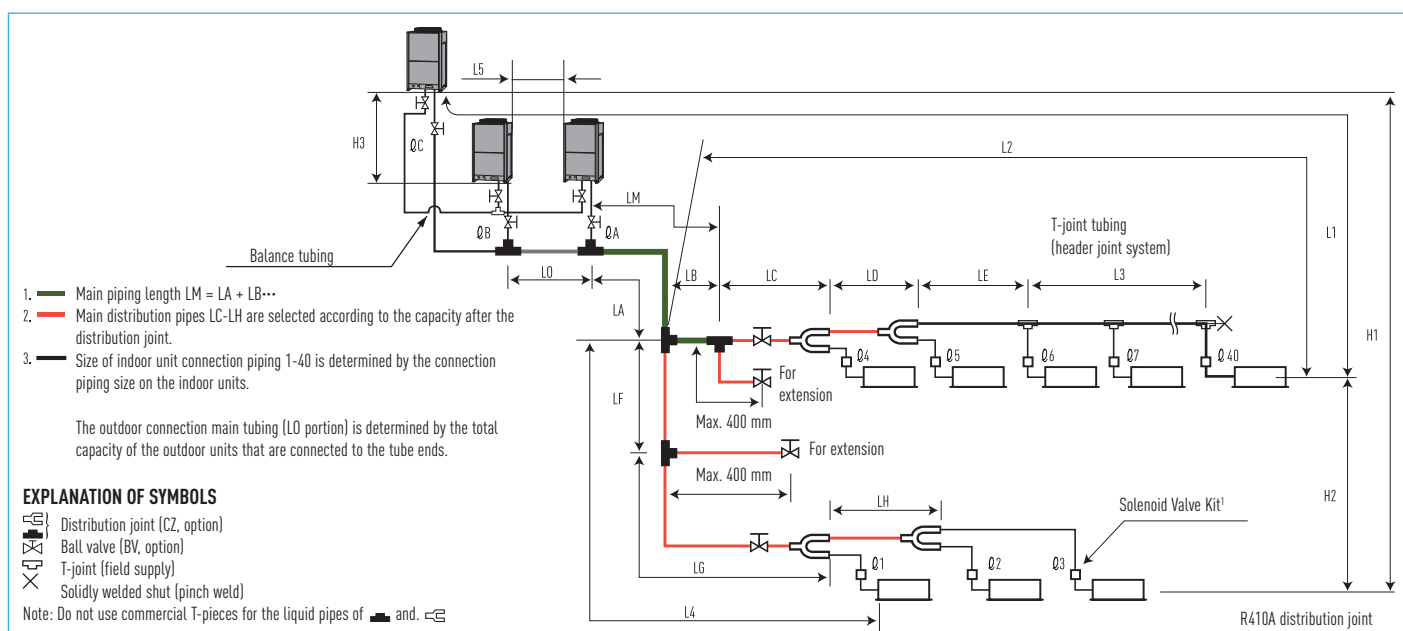 L5
H3
ℓC
L2
LM
L1
T-joint tubing
(header joint system)
ℓB
ℓA
Balance tubing
LO
LB
LC
LD
LE
L3
LA
H1
1. Main piping length LM = LA + LB•••
2. Main distribution pipes LC-LH are selected according to the capacity after the
distribution joint.
3. Size of indoor unit connection piping 1-40 is determined by the connection
piping size on the indoor units.
The outdoor connection main tubing (LO portion) is determined by the total
capacity of the outdoor units that are connected to the tube ends.
ℓ4
ℓ5
ℓ6
ℓ7
ℓ40
For
extension
LF
Max. 400 mm
For extension
Max. 400 mm
H2
LH
Solenoid Valve Kit¹
EXPLANATION OF SYMBOLS
Distribution joint (CZ, option)
Ball valve (BV, option)
T-joint (field supply)
Solidly welded shut (pinch weld)
Note: Do not use commercial T-pieces for the liquid pipes of and.
LG
ℓ1
ℓ2
ℓ3
L4
R410A distribution joint